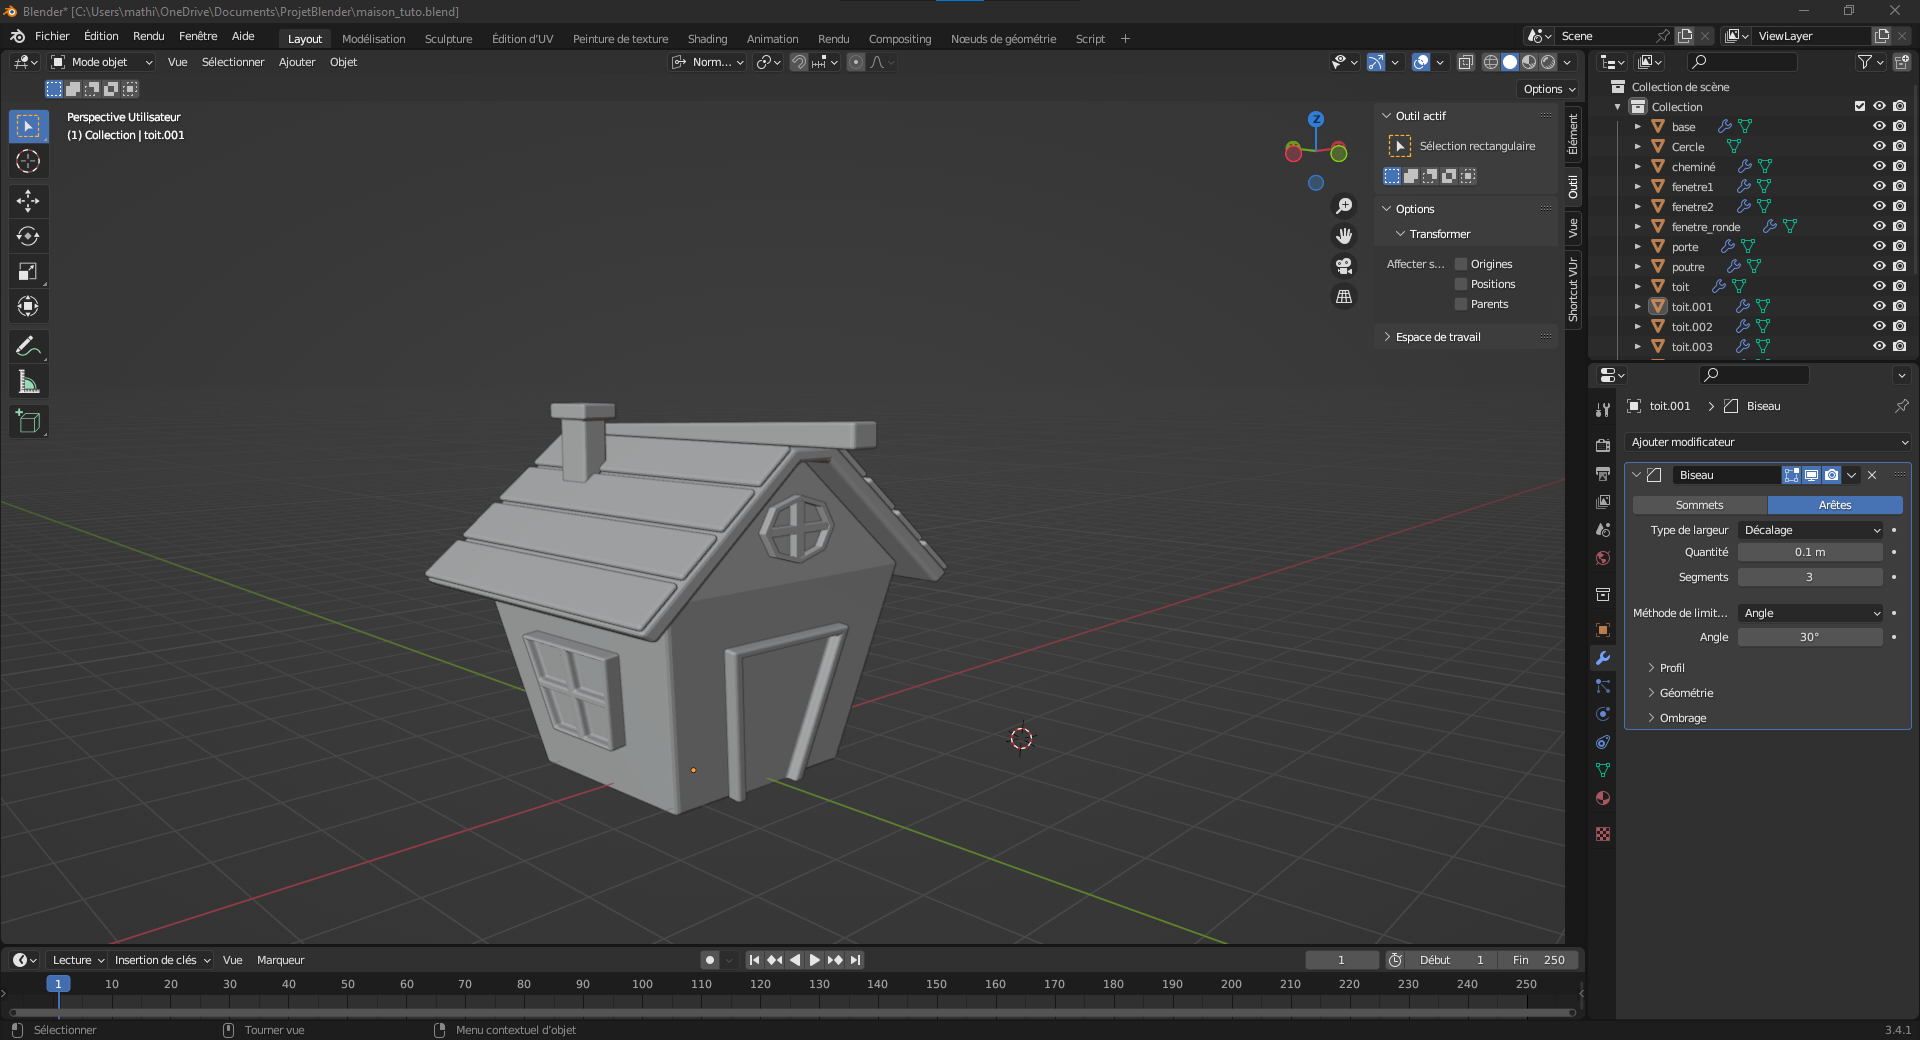 Blender* [C:\Users\mathi\OneDrive\Documents\ProjetBlender\maison_tuto.blend]
Fichier Édition Rendu Fenêtre Aide
Layout Modélisation Sculpture Édition d'UV Peinture de texture Shading Animation Rendu Compositing Nœuds de géométrie Script +
Scene
ViewLayer
Mode objet Vue Sélectionner Ajouter Objet
Norm...
Options
Perspective Utilisateur
(1) Collection | toit.001
Z
Outil actif
Sélection rectangulaire
Options
Transformer
Affecter s... Origines
Positions
Parents
Espace de travail
Élément
Outil
Vue
Shortcut VUr
Collection de scène
Collection
base
Cercle
cheminé
fenetre1
fenetre2
fenetre_ronde
porte
poutre
toit
toit.001
toit.002
toit.003
toit.001 Biseau
Ajouter modificateur
Biseau
Sommets Arêtes
Type de largeur Décalage
Quantité 0.1 m
Segments 3
Méthode de limit... Angle
Angle 30°
Profil
Géométrie
Ombrage
Lecture Insertion de clés Vue Marqueur
1 Début 1 Fin 250
1 10 20 30 40 50 60 70 80 90 100 110 120 130 140 150 160 170 180 190 200 210 220 230 240 250
Sélectionner Tourner vue Menu contextuel d'objet
3.4.1